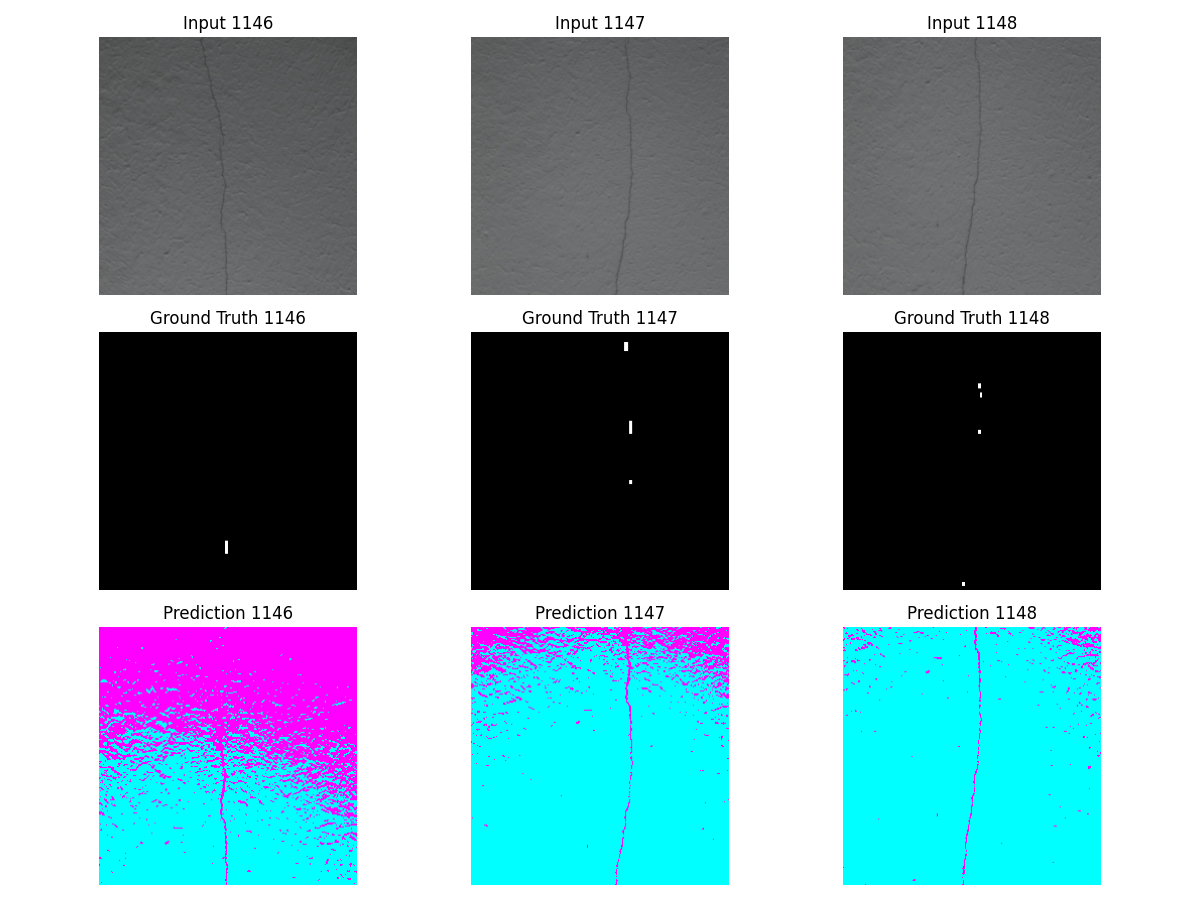 Input 1146
Input 1147
Input 1148
Ground Truth 1146
Ground Truth 1147
Ground Truth 1148
Prediction 1146
Prediction 1147
Prediction 1148